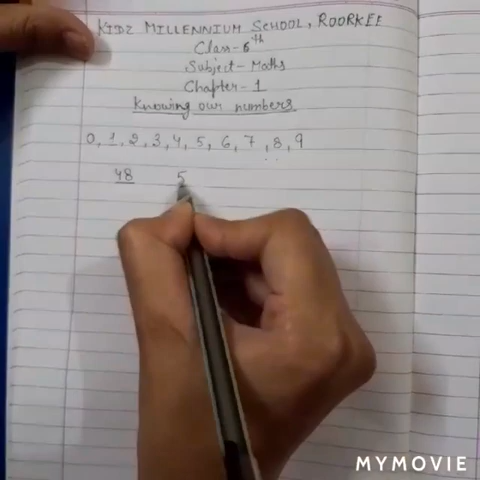 KIDZ MILLENNIUM SCHOOL, ROORKEE
Class-6th
Subject-Maths
Chapter-1
Knowing our numbers
0, 1, 2, 3, 4, 5, 6, 7, 8, 9
48 5
MYMOVIE